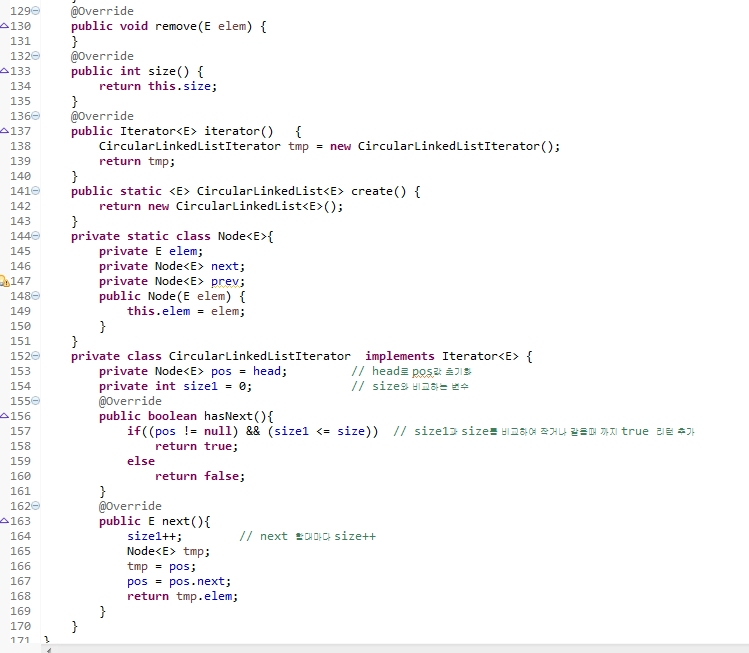 129 @Override
130 public void remove(E elem) {
131 }
132 @Override
133 public int size() {
134 return this.size;
135 }
136 @Override
137 public Iterator<E> iterator() {
138 CircularLinkedListIterator tmp = new CircularLinkedListIterator();
139 return tmp;
140 }
141 public static <E> CircularLinkedList<E> create() {
142 return new CircularLinkedList<E>();
143 }
144 private static class Node<E>{
145 private E elem;
146 private Node<E> next;
147 private Node<E> prev;
148 public Node(E elem) {
149 this.elem = elem;
150 }
151 }
152 private class CircularLinkedListIterator implements Iterator<E> {
153 private Node<E> pos = head; // head로 pos값 초기화
154 private int size1 = 0; // size와 비교하는 변수
155 @Override
156 public boolean hasNext(){
157 if((pos != null) && (size1 <= size)) // size1과 size를 비교하여 작거나 같을때 까지 true 리턴 추가
158 return true;
159 else
160 return false;
161 }
162 @Override
163 public E next(){
164 size1++; // next 할때마다 size++
165 Node<E> tmp;
166 tmp = pos;
167 pos = pos.next;
168 return tmp.elem;
169 }
170 }
171 }